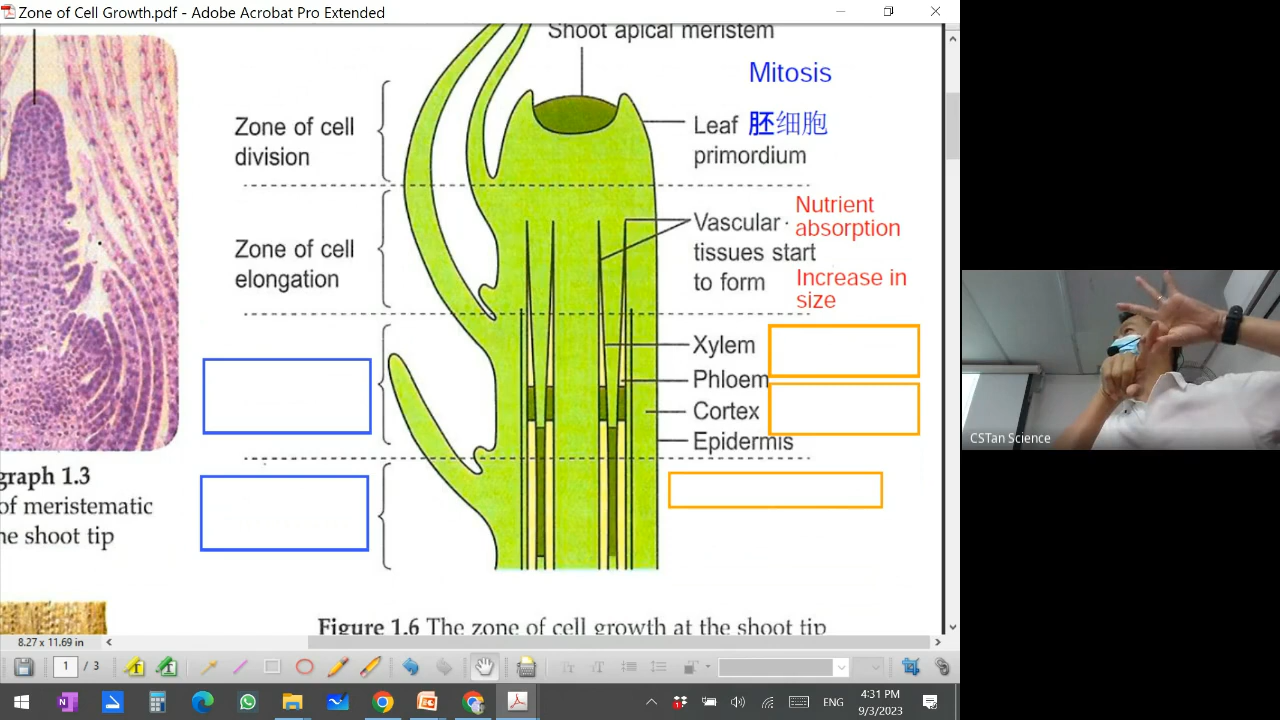 Zone of Cell Growth.pdf - Adobe Acrobat Pro Extended
Shoot apical meristem
Mitosis
Zone of cell
division
Leaf 胚细胞
primordium
Zone of cell
elongation
Vascular
tissues start
to form
Nutrient
absorption
Increase in
size
Xylem
Phloem
Cortex
Epidermis
graph 1.3
of meristematic
he shoot tip
Figure 1.6 The zone of cell growth at the shoot tip
CSTan Science
8.27 x 11.69 in
1 / 3
ENG
4:31 PM
9/3/2023